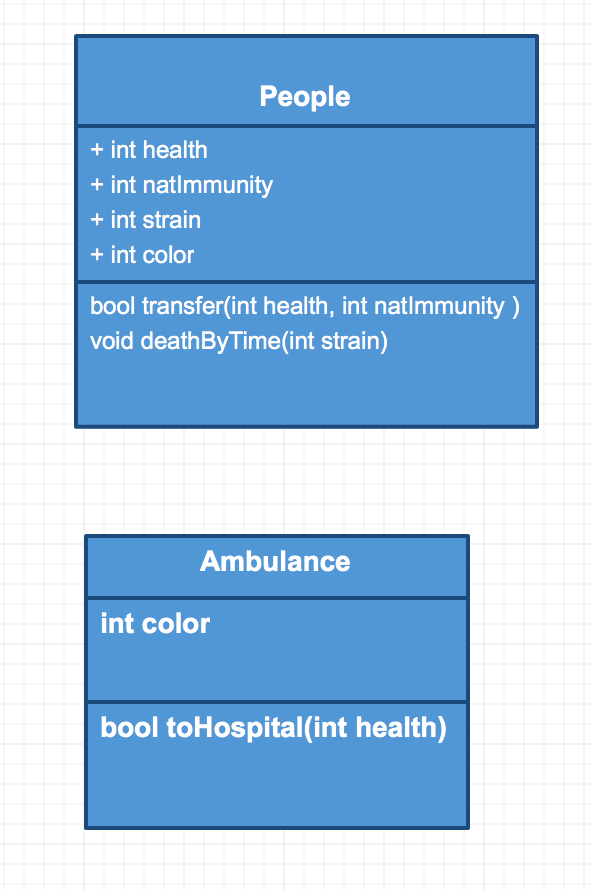 People
+ int health
+ int natImmunity
+ int strain
+ int color
bool transfer(int health, int natImmunity )
void deathByTime(int strain)
Ambulance
int color
bool toHospital(int health)